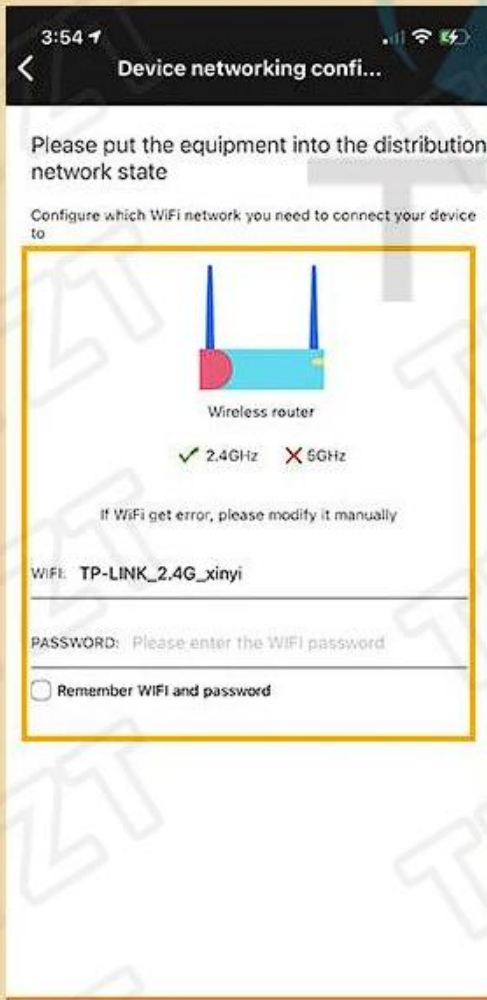 3:54
Device networking confi...
Please put the equipment into the distribution
network state
Configure which WiFi network you need to connect your device
to
Wireless router
2.4GHz 5GHz
If WiFi get error, please modify it manually
WIFI: TP-LINK_2.4G_xinyi
PASSWORD: Please enter the WIFI password
Remember WIFI and password